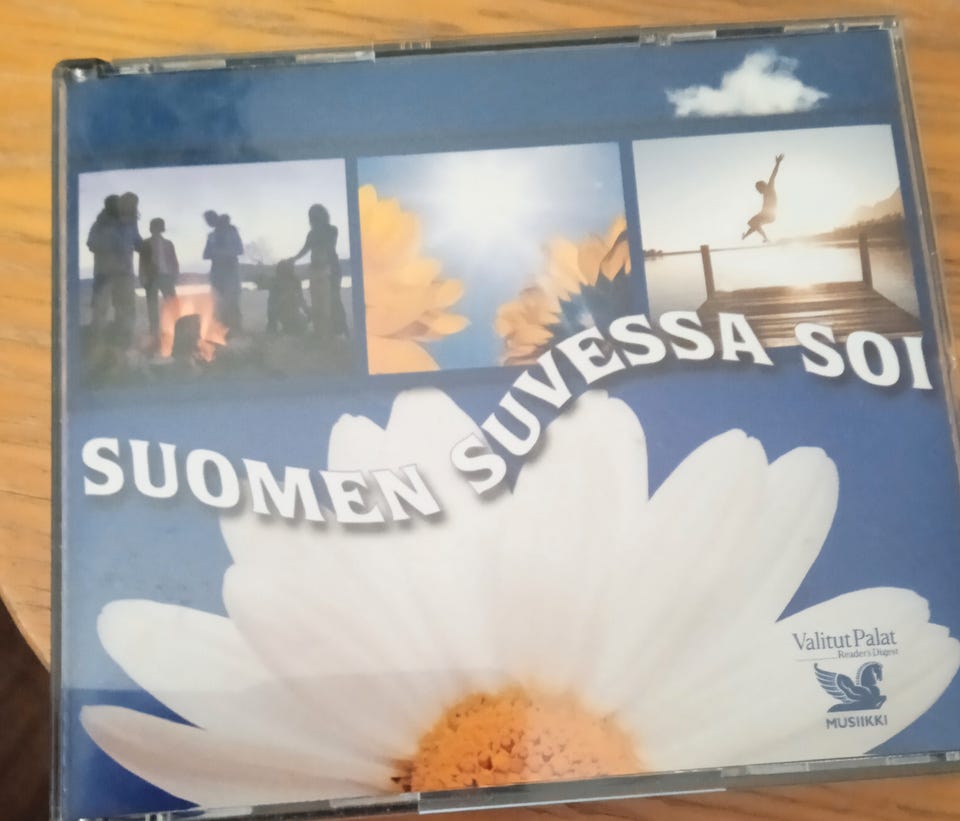 SUOMEN SUVESSA SOI
Valitut Palat
Reader's Digest
MUSIIKKI